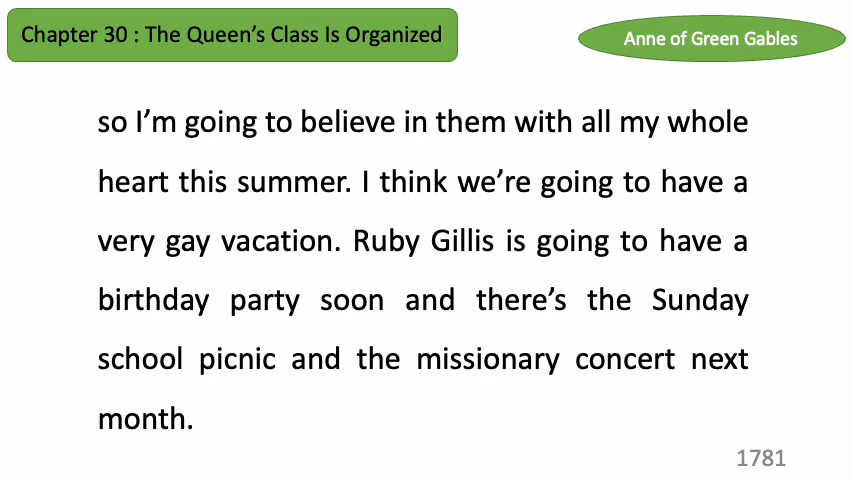 Chapter 30 : The Queen’s Class Is Organized
Anne of Green Gables
so I’m going to believe in them with all my whole
heart this summer. I think we’re going to have a
very gay vacation. Ruby Gillis is going to have a
birthday party soon and there’s the Sunday
school picnic and the missionary concert next
month.
1781